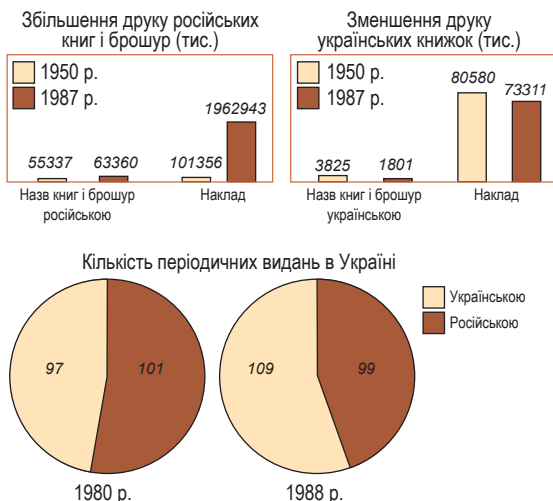 Збільшення друку російських
книг і брошур (тис.)
1950 р.
1987 р.
1962943
55337
63360
101356
Назв книг і брошур
російською
Наклад
Зменшення друку
українських книжок (тис.)
1950 р.
1987 р.
80580
73311
3825
1801
Назв книг і брошур
українською
Наклад
Кількість періодичних видань в Україні
97
101
1980 р.
109
99
1988 р.
Українською
Російською